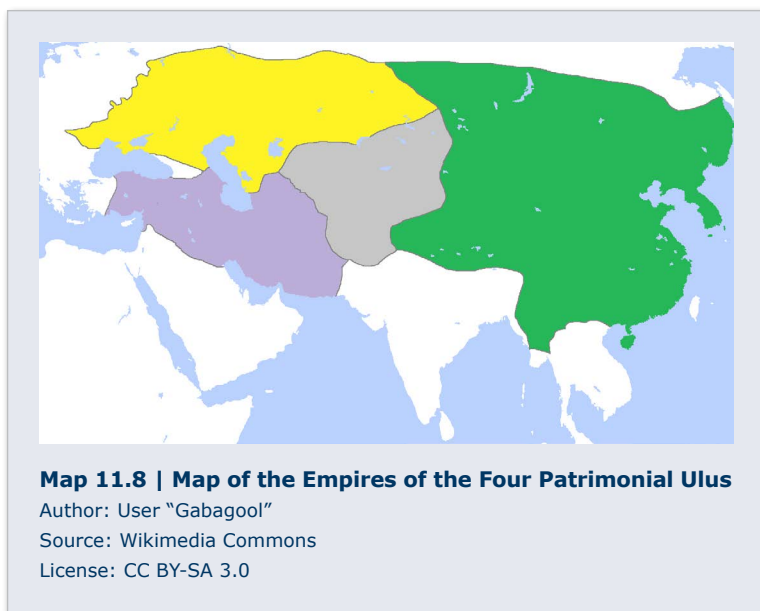 Map 11.8 | Map of the Empires of the Four Patrimonial Ulus
Author: User “Gabagool”
Source: Wikimedia Commons
License: CC BY-SA 3.0